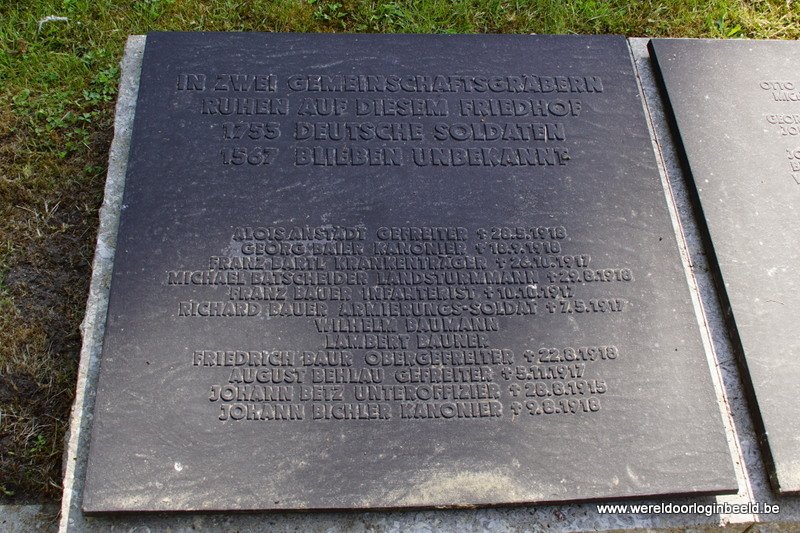 IN ZWEI GEMEINSCHAFTSGRÄBERN
RUHEN AUF DIESEM FRIEDHOF
1755 DEUTSCHE SOLDATEN
1567 BLIEBEN UNBEKANNT
ALOIS ANSTADT GEFREITER † 28.5.1918
GEORG BAIER KANONIER † 18.9.1918
FRANZ BARTL KRANKENTRÄGER † 26.10.1917
MICHAEL BATSCHEIDER LANDSTURMMANN † 29.8.1918
FRANZ BAUER INFANTERIST † 10.10.1917
RICHARD BAUER ARMIERUNGS-SOLDAT † 7.5.1917
WILHELM BAUMANN
LAMBERT BAUNER
FRIEDRICH BAUR OBERGEFREITER † 22.8.1918
AUGUST BEHLAU GEFREITER † 5.11.1917
JOHANN BETZ UNTEROFFIZIER † 28.8.1915
JOHANN BICHLER KANONIER † 9.8.1918
OTTO
MICH
GEOR
JO
www.wereldoorloginbeeld.be